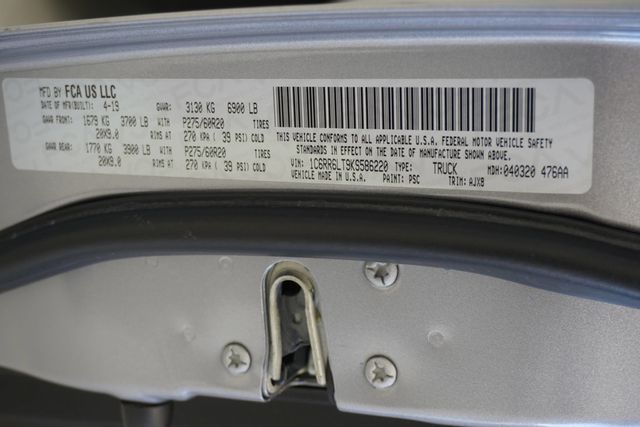 MFD BY FCA US LLC
DATE OF MFR(BUILT): 4-19 GVWR: 3130 KG 6900 LB
GAWR FRONT: 1679 KG 3700 LB WITH P275/60R20 TIRES
20X9.0 RIMS AT 270 KPA ( 39 PSI) COLD
GAWR REAR: 1770 KG 3900 LB WITH P275/60R20 TIRES
20X9.0 RIMS AT 270 KPA ( 39 PSI) COLD
THIS VEHICLE CONFORMS TO ALL APPLICABLE U.S.A. FEDERAL MOTOR VEHICLE SAFETY
STANDARDS IN EFFECT ON THE DATE OF MANUFACTURE SHOWN ABOVE.
VIN: 1C6RR6LT9KS586220 TYPE: TRUCK MDH: 040320 476AA
VEHICLE MADE IN U.S.A. PAINT: PSC TRIM: AJX8